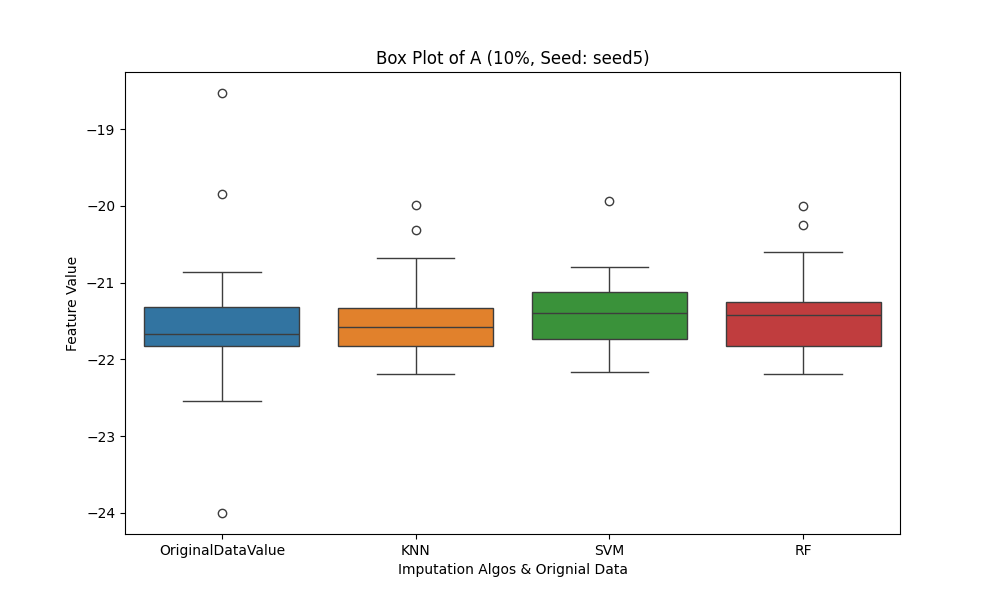 Box Plot of A (10%, Seed: seed5)
Feature Value
−19
−20
−21
−22
−23
−24
OriginalDataValue KNN SVM RF
Imputation Algos & Orignial Data